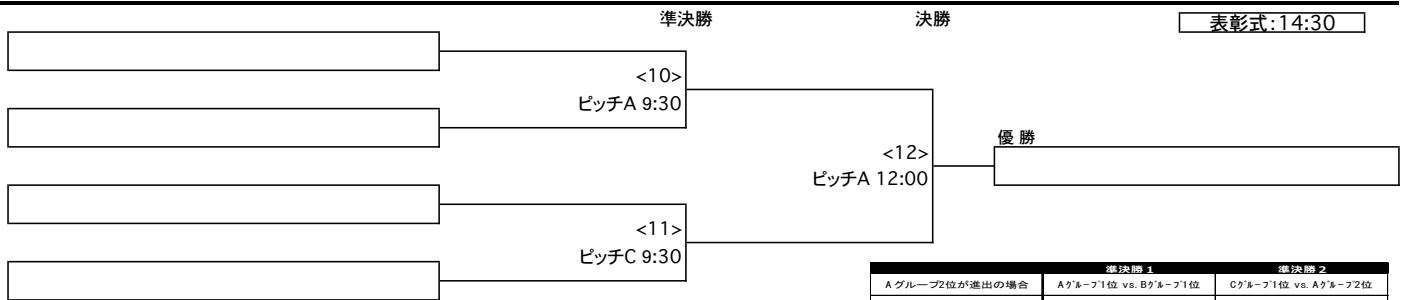 準決勝
決勝
表彰式:14:30
<10>
ピッチA 9:30
優 勝
<12>
ピッチA 12:00
<11>
ピッチC 9:30
準決勝1 準決勝2
Aグループ2位が進出の場合 Aグループ1位 vs. Bグループ1位 Cグループ1位 vs. Aグループ2位